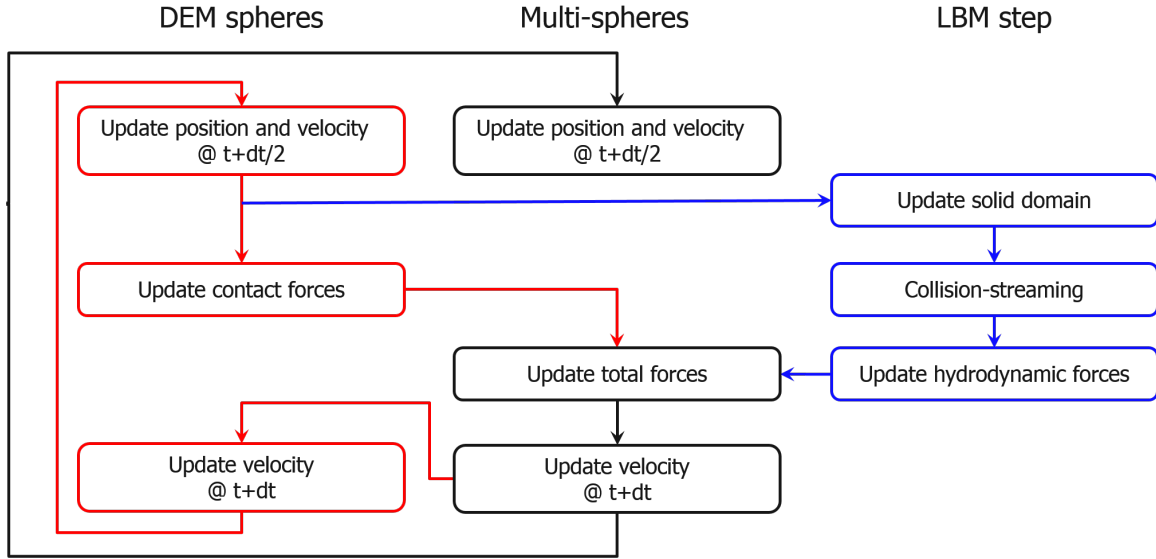 DEM spheres
Multi-spheres
LBM step
Update position and velocity
@ t+dt/2
Update position and velocity
@ t+dt/2
Update solid domain
Update contact forces
Collision-streaming
Update total forces
Update hydrodynamic forces
Update velocity
@ t+dt
Update velocity
@ t+dt